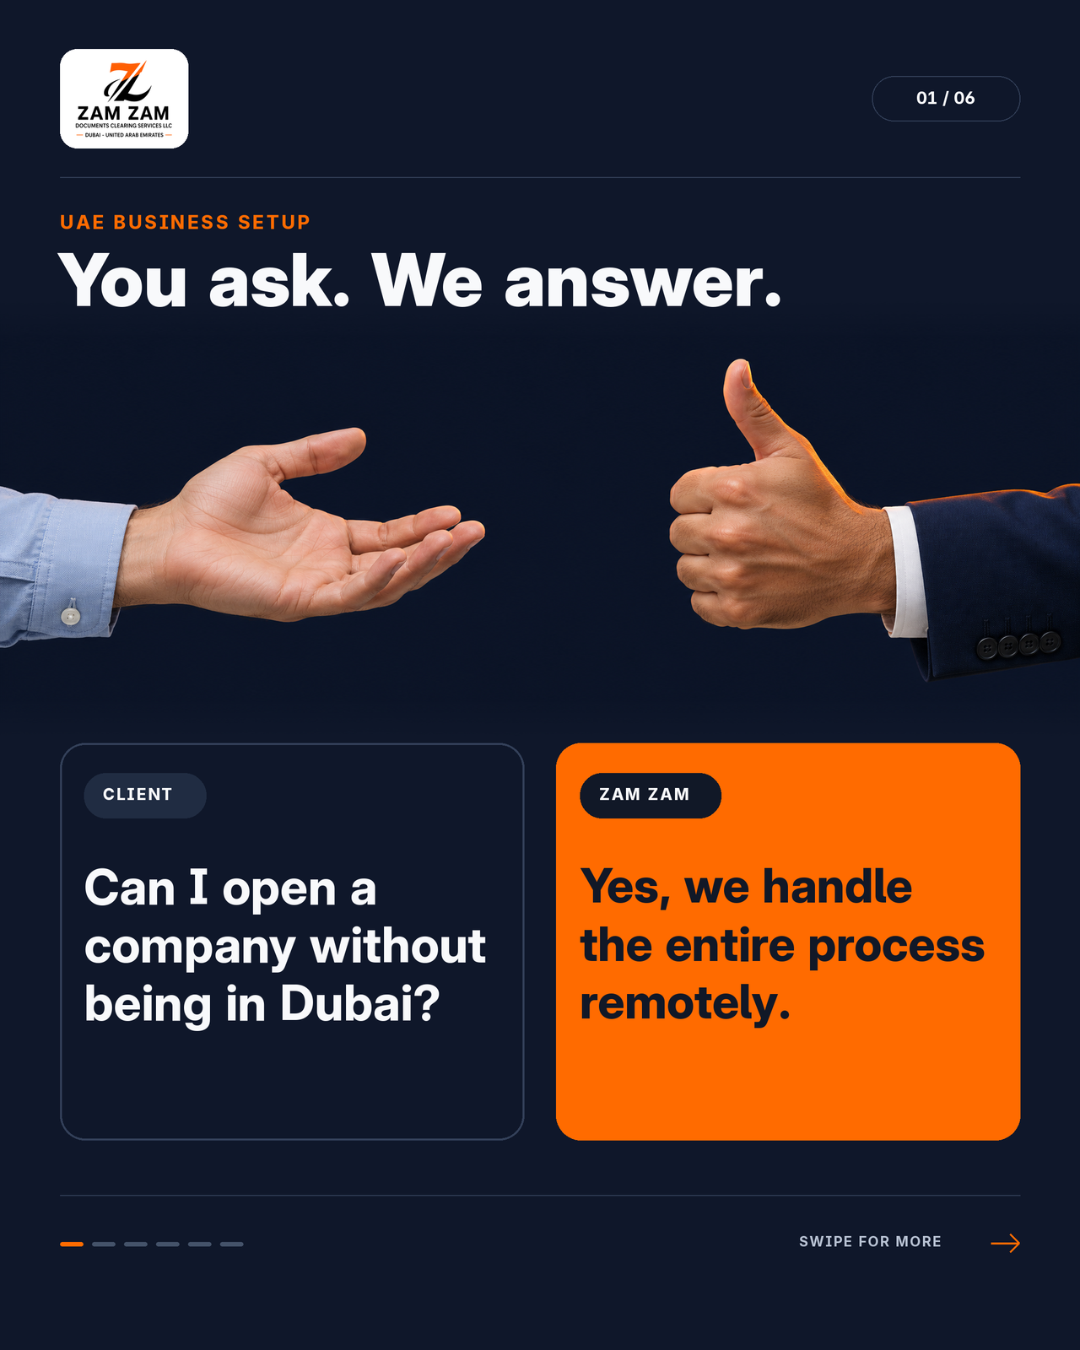 ZAM ZAM
DOCUMENTS CLEARING SERVICES LLC
DUBAI - UNITED ARAB EMIRATES
01 / 06
UAE BUSINESS SETUP
You ask. We answer.
CLIENT
Can I open a
company without
being in Dubai?
ZAM ZAM
Yes, we handle
the entire process
remotely.
SWIPE FOR MORE